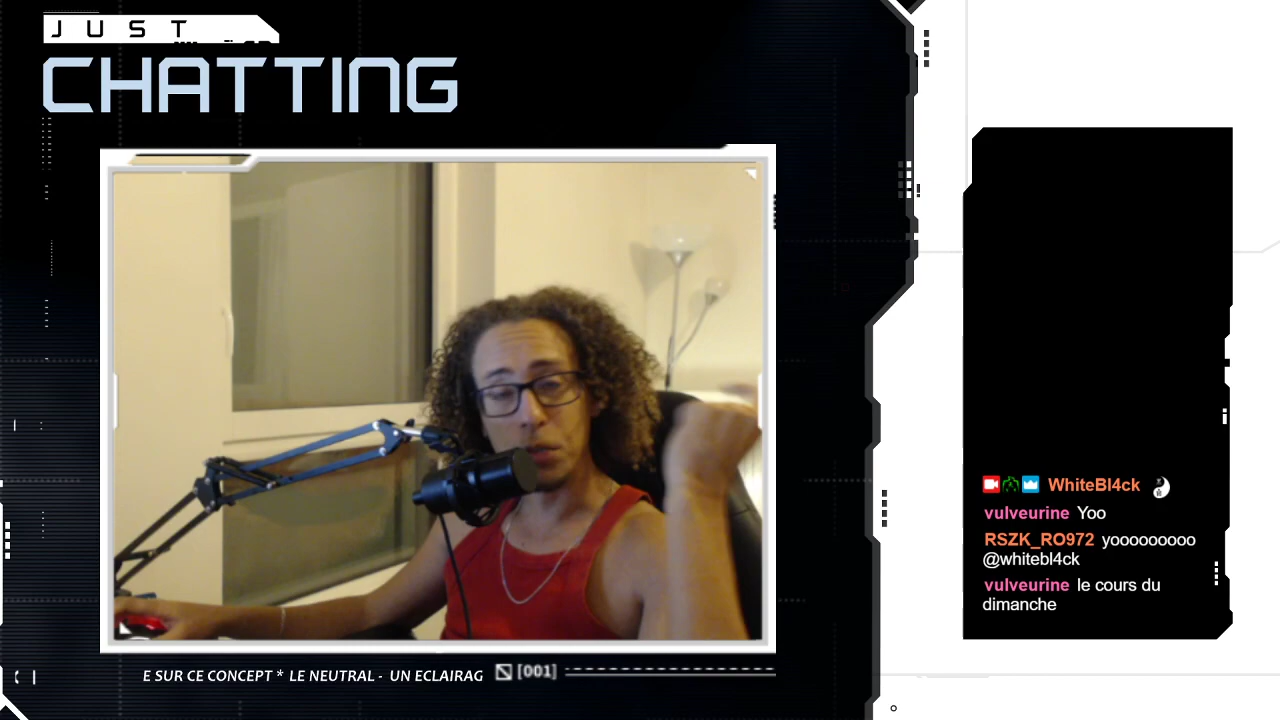 JUST
CHATTING
WhiteBl4ck
vulveurine Yoo
RSZK_RO972 yooooooooo
@whitebl4ck
vulveurine le cours du
dimanche
E SUR CE CONCEPT * LE NEUTRAL - UN ECLAIRAG [001]